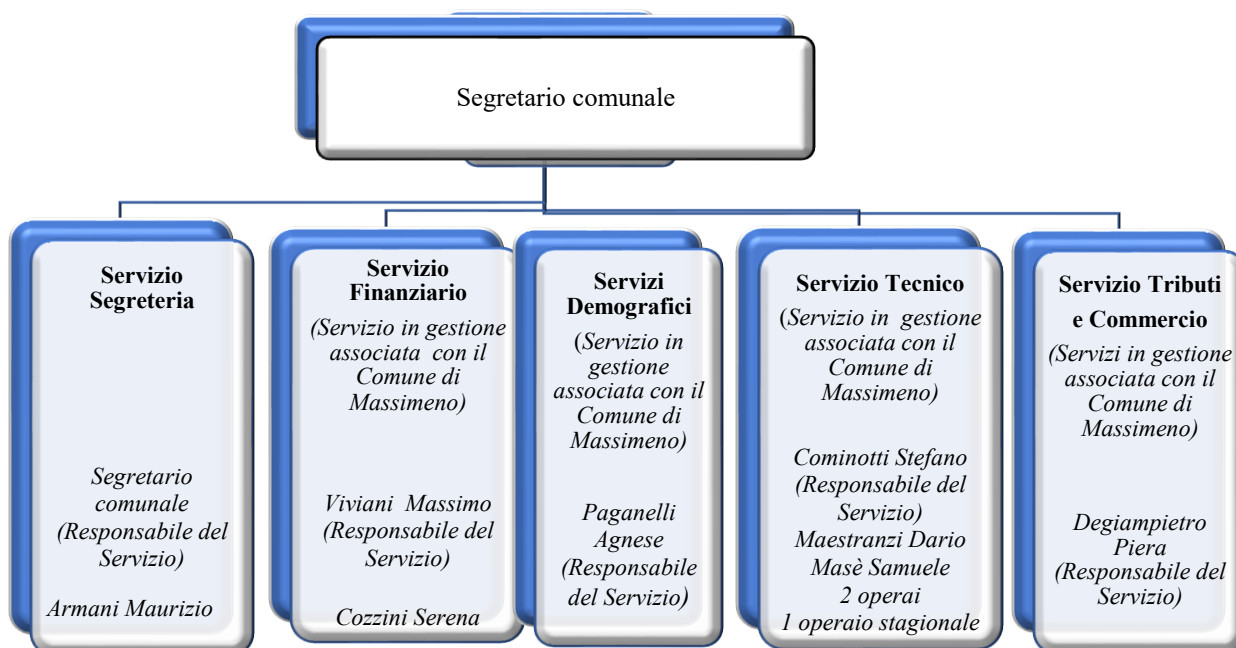 Segretario comunale
Servizio
Segreteria
Segretario
comunale
(Responsabile del
Servizio)
Armani Maurizio
Servizio
Finanziario
(Servizio in gestione
associata con il
Comune di
Massimeno)
Viviani Massimo
(Responsabile del
Servizio)
Cozzini Serena
Servizi
Demografici
(Servizio in
gestione
associata con il
Comune di
Massimeno)
Paganelli
Agnese
(Responsabile
del Servizio)
Servizio Tecnico
(Servizio in gestione
associata con il
Comune di
Massimeno)
Cominotti Stefano
(Responsabile del
Servizio)
Maestranzi Dario
Masè Samuele
2 operai
1 operaio stagionale
Servizio Tributi
e Commercio
(Servizi in gestione
associata con il
Comune di
Massimeno)
Degiampietro
Piera
(Responsabile del
Servizio)